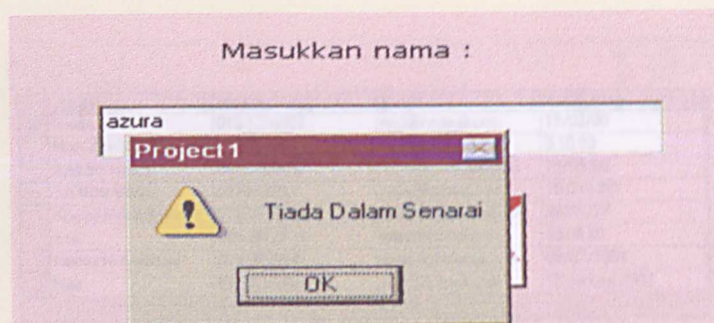 Masukkan nama :
azura
Project1
Tiada Dalam Senarai
OK